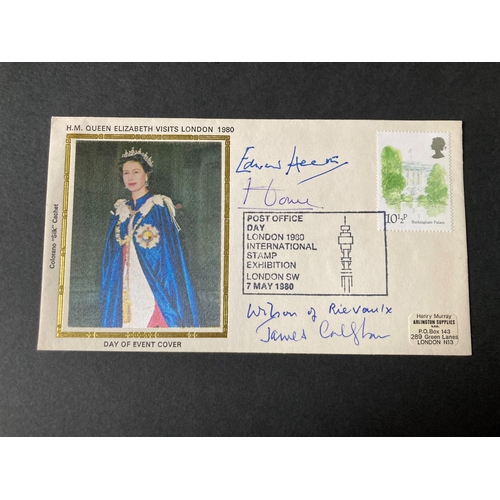 H.M. QUEEN ELIZABETH VISITS LONDON 1980
Colorano "Silk" Cachet
DAY OF EVENT COVER
Edward Heath
Home
10½P
Buckingham Palace
POST OFFICE
DAY
LONDON 1980
INTERNATIONAL
STAMP
EXHIBITION
LONDON SW
7 MAY 1980
Wilson of Rievaulx
James Callaghan
Henry Murray
ARLINGTON SUPPLIES
LTD.
P.O.Box 143
289 Green Lanes
LONDON N13